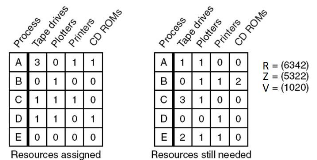 Process Tape drives Plotters Printers CD ROMs
A 3 0 1 1
B 0 1 0 0
C 1 1 1 0
D 1 1 0 1
E 0 0 0 0
Resources assigned
Process Tape drives Plotters Printers CD ROMs
A 1 1 0 0
B 0 1 1 2
C 3 1 0 0
D 0 0 1 0
E 2 1 1 0
Resources still needed
R = (6342)
Z = (5322)
V = (1020)